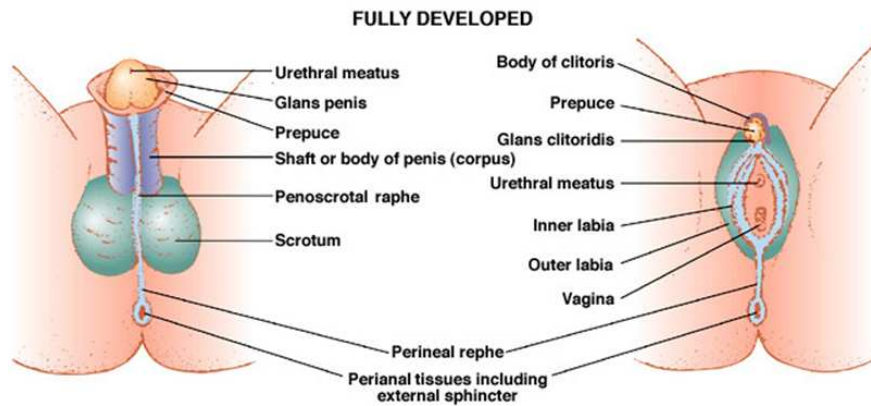 FULLY DEVELOPED
Urethral meatus
Glans penis
Prepuce
Shaft or body of penis (corpus)
Penoscrotal raphe
Scrotum
Body of clitoris
Prepuce
Glans clitoridis
Urethral meatus
Inner labia
Outer labia
Vagina
Perineal rephe
Perianal tissues including
external sphincter